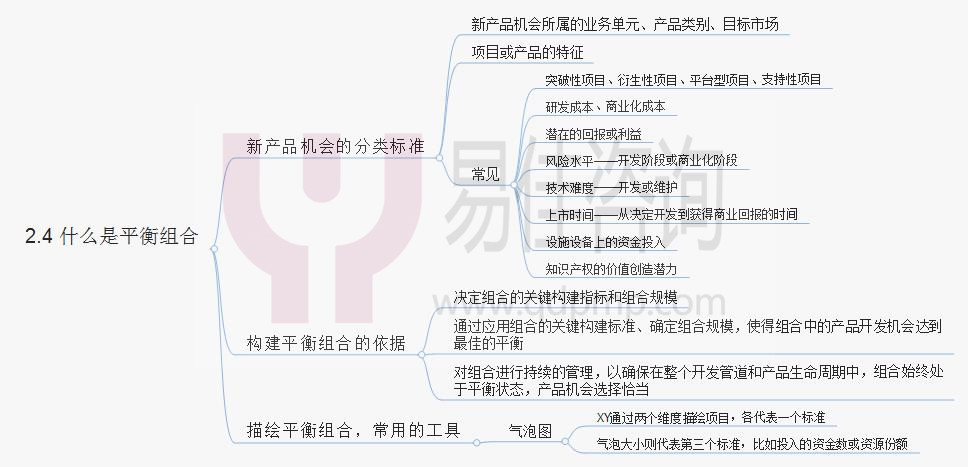 2.4 什么是平衡组合
新产品机会的分类标准
新产品机会所属的业务单元、产品类别、目标市场
项目或产品的特征
常见
突破性项目、衍生性项目、平台型项目、支持性项目
研发成本、商业化成本
潜在的回报或利益
风险水平——开发阶段或商业化阶段
技术难度——开发或维护
上市时间——从决定开发到获得商业回报的时间
设施设备上的资金投入
知识产权的价值创造潜力
构建平衡组合的依据
决定组合的关键构建指标和组合规模
通过应用组合的关键构建标准、确定组合规模，使得组合中的产品开发机会达到
最佳的平衡
对组合进行持续的管理，以确保在整个开发管道和产品生命周期中，组合始终处
于平衡状态，产品机会选择恰当
描绘平衡组合，常用的工具
气泡图
XY通过两个维度描绘项目，各代表一个标准
气泡大小则代表第三个标准，比如投入的资金数或资源份额
易佳咨询
www.qdpmp.com